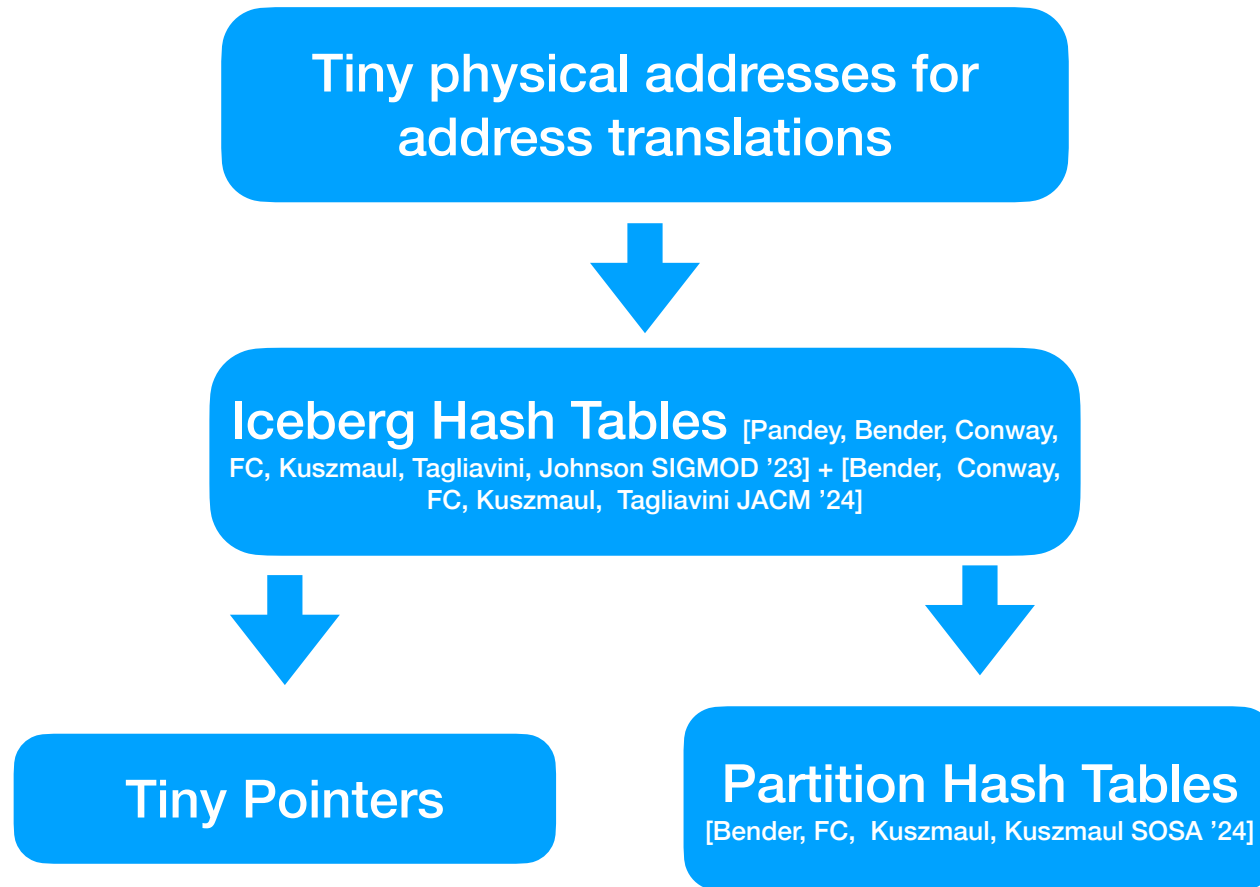 Tiny physical addresses for
address translations
Iceberg Hash Tables [Pandey, Bender, Conway,
FC, Kuszmaul, Tagliavini, Johnson SIGMOD ’23] + [Bender, Conway,
FC, Kuszmaul, Tagliavini JACM ’24]
Tiny Pointers
Partition Hash Tables
[Bender, FC, Kuszmaul, Kuszmaul SOSA ’24]